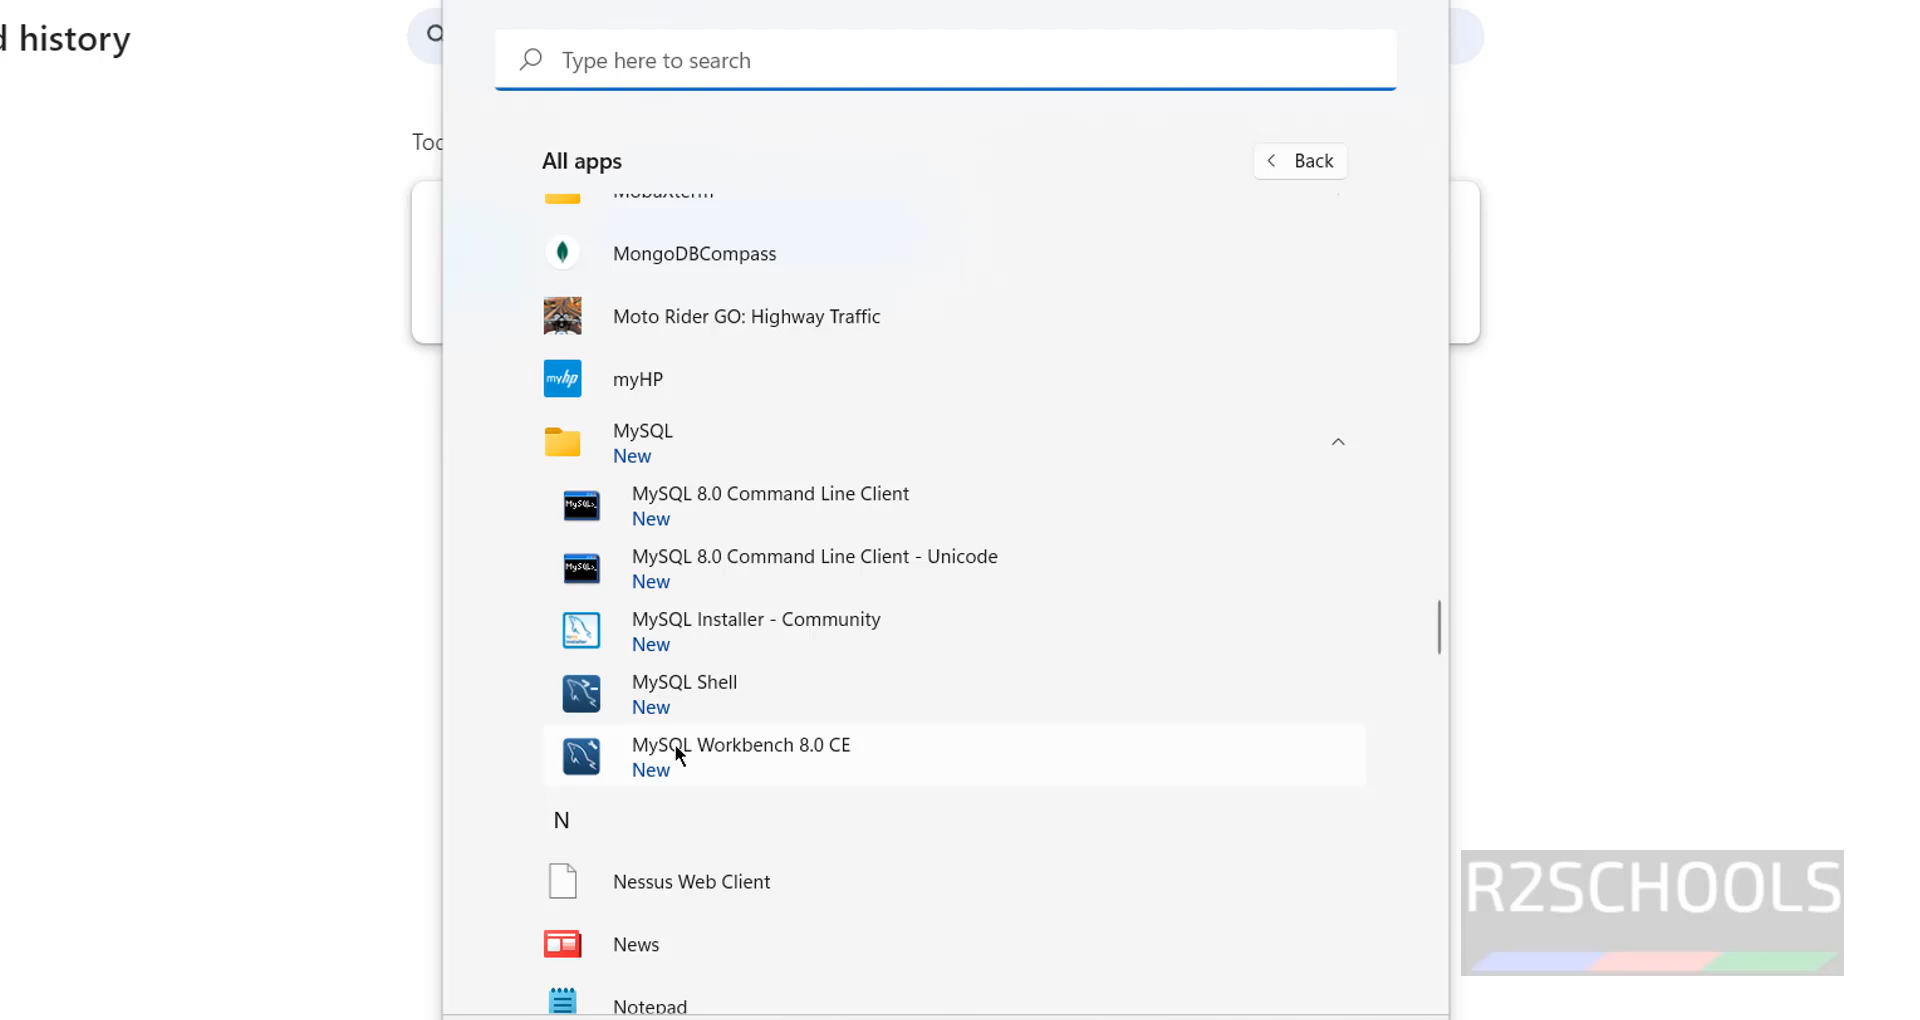 d history
Type here to search
Toc
All apps
Back
MobaXterm
MongoDBCompass
Moto Rider GO: Highway Traffic
myhp
myHP
MySQL
New
MySQL 8.0 Command Line Client
New
MySQL 8.0 Command Line Client - Unicode
New
MySQL Installer - Community
New
MySQL Shell
New
MySQL Workbench 8.0 CE
New
N
Nessus Web Client
News
Notepad
R2SCHOOLS